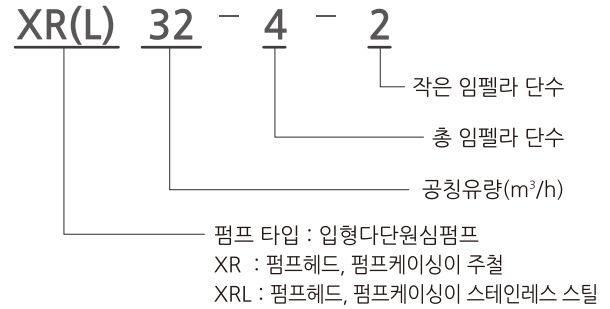 XR(L) 32 - 4 - 2
작은 임펠라 단수
총 임펠라 단수
공칭유량(m³/h)
펌프 타입 : 입형다단원심펌프
XR : 펌프헤드, 펌프케이싱이 주철
XRL : 펌프헤드, 펌프케이싱이 스테인레스 스틸